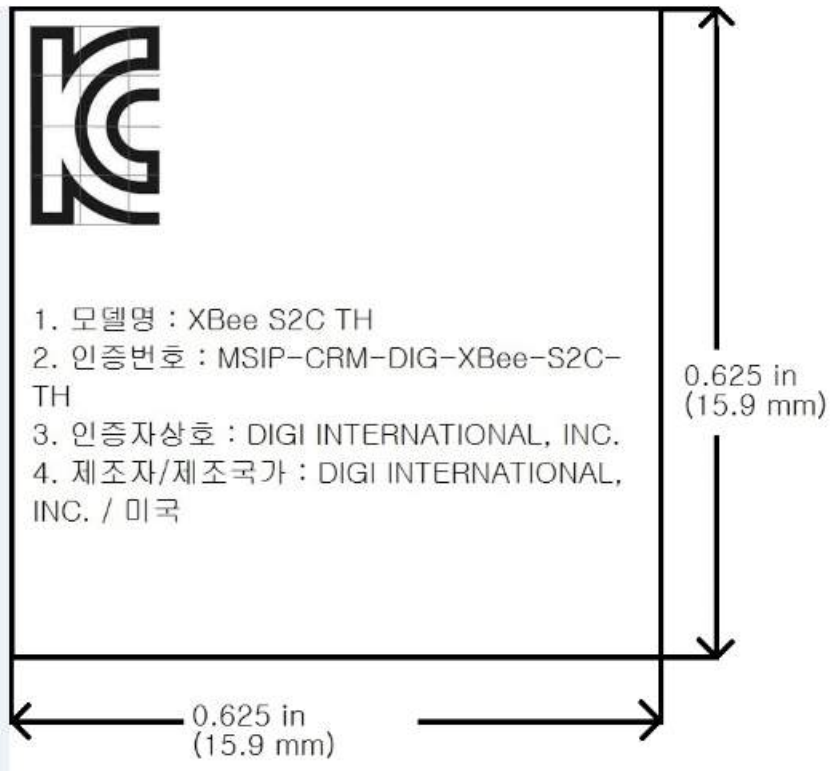 KC
1. 모델명 : XBee S2C TH
2. 인증번호 : MSIP-CRM-DIG-XBee-S2C-
TH
3. 인증자상호 : DIGI INTERNATIONAL, INC.
4. 제조자/제조국가 : DIGI INTERNATIONAL,
INC. / 미국
0.625 in
(15.9 mm)
0.625 in
(15.9 mm)